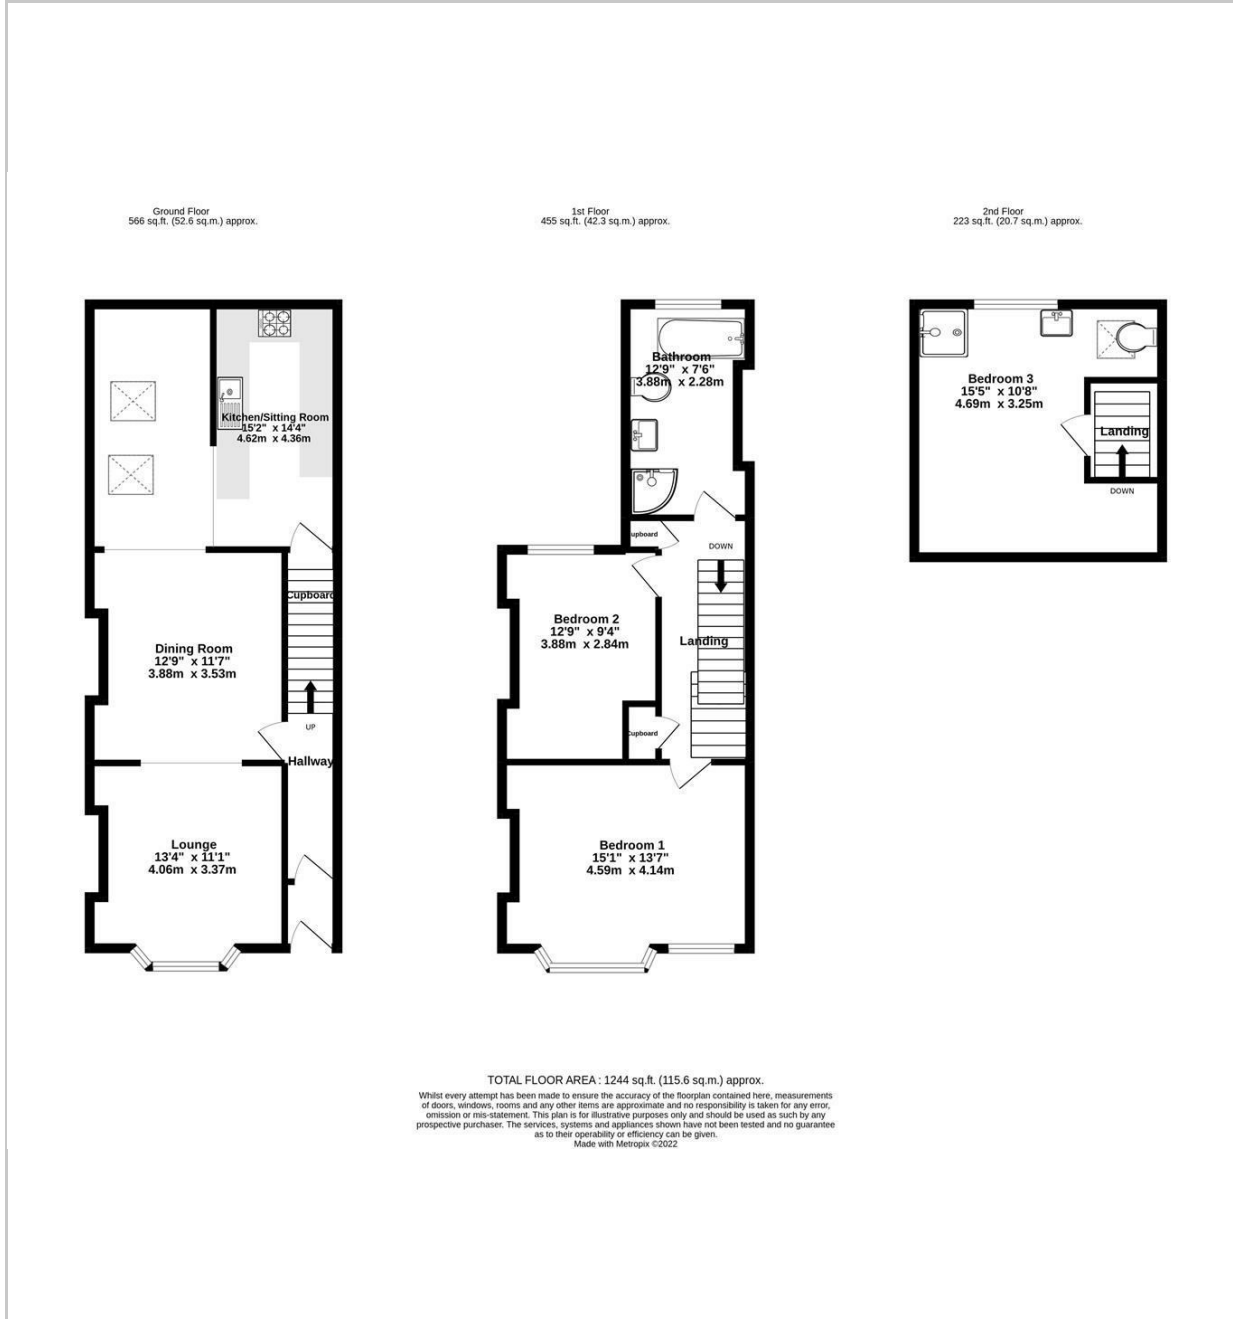 Ground Floor
566 sq.ft. (52.6 sq.m.) approx.
1st Floor
455 sq.ft. (42.3 sq.m.) approx.
2nd Floor
223 sq.ft. (20.7 sq.m.) approx.
Kitchen/Sitting Room
15'2" x 14'4"
4.62m x 4.36m
Cupboard
Dining Room
12'9" x 11'7"
3.88m x 3.53m
UP
Hallway
Lounge
13'4" x 11'1"
4.06m x 3.37m
Bathroom
12'9" x 7'6"
3.88m x 2.28m
Cupboard
DOWN
Bedroom 2
12'9" x 9'4"
3.88m x 2.84m
Landing
Cupboard
Bedroom 1
15'1" x 13'7"
4.59m x 4.14m
Bedroom 3
15'5" x 10'8"
4.69m x 3.25m
Landing
DOWN
TOTAL FLOOR AREA : 1244 sq.ft. (115.6 sq.m.) approx.
Whilst every attempt has been made to ensure the accuracy of the floorplan contained here, measurements
of doors, windows, rooms and any other items are approximate and no responsibility is taken for any error,
omission or mis-statement. This plan is for illustrative purposes only and should be used as such by any
prospective purchaser. The services, systems and appliances shown have not been tested and no guarantee
as to their operability or efficiency can be given.
Made with Metropix ©2022